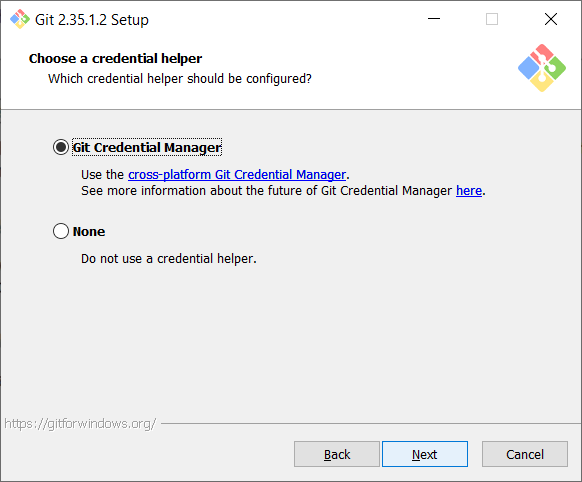 Git 2.35.1.2 Setup
Choose a credential helper
Which credential helper should be configured?
Git Credential Manager
Use the cross-platform Git Credential Manager.
See more information about the future of Git Credential Manager here.
None
Do not use a credential helper.
https://gitforwindows.org/
Back Next Cancel